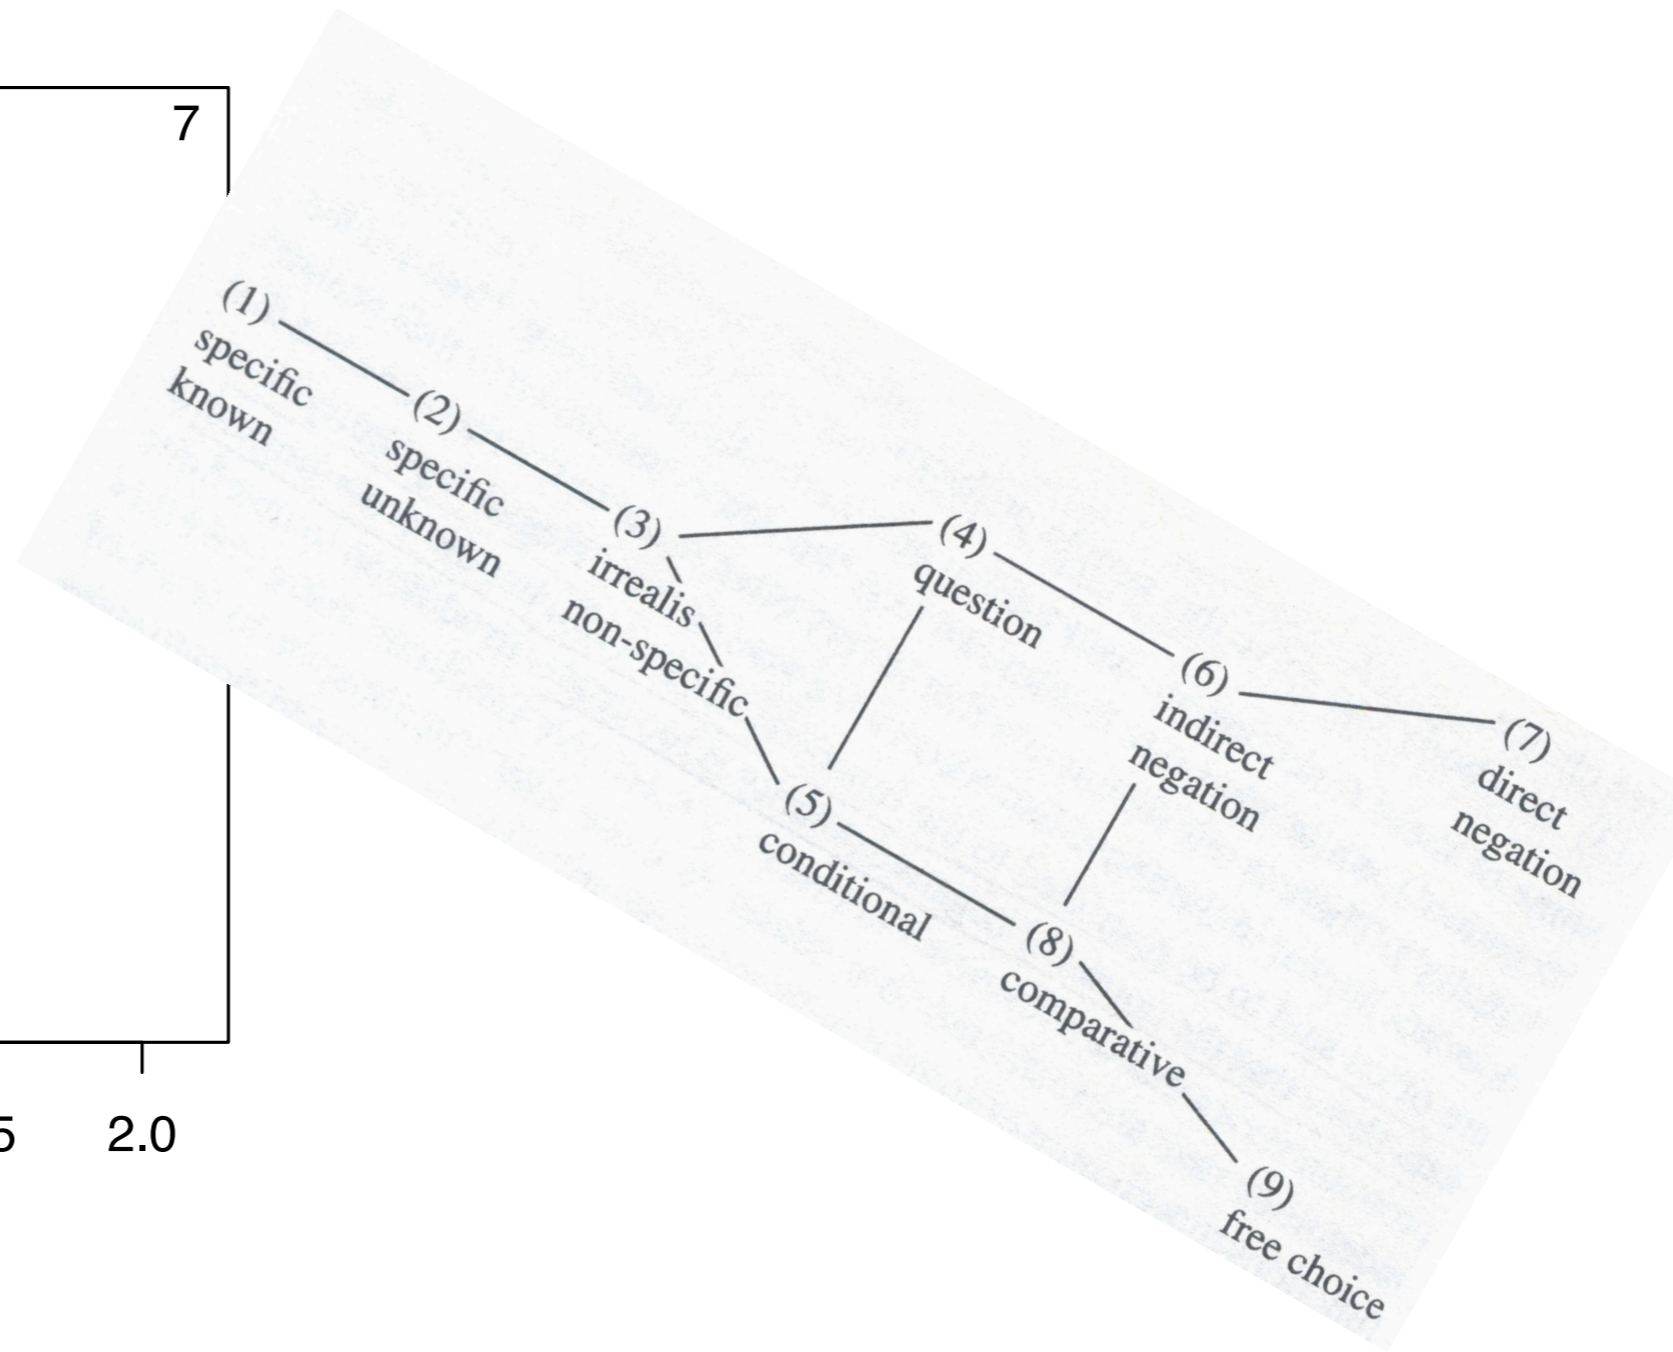 7
(1)
specific
known
(2)
specific
unknown
(3)
irrealis
non-specific
(4)
question
(5)
conditional
(6)
indirect
negation
(7)
direct
negation
(8)
comparative
(9)
free choice
5
2.0